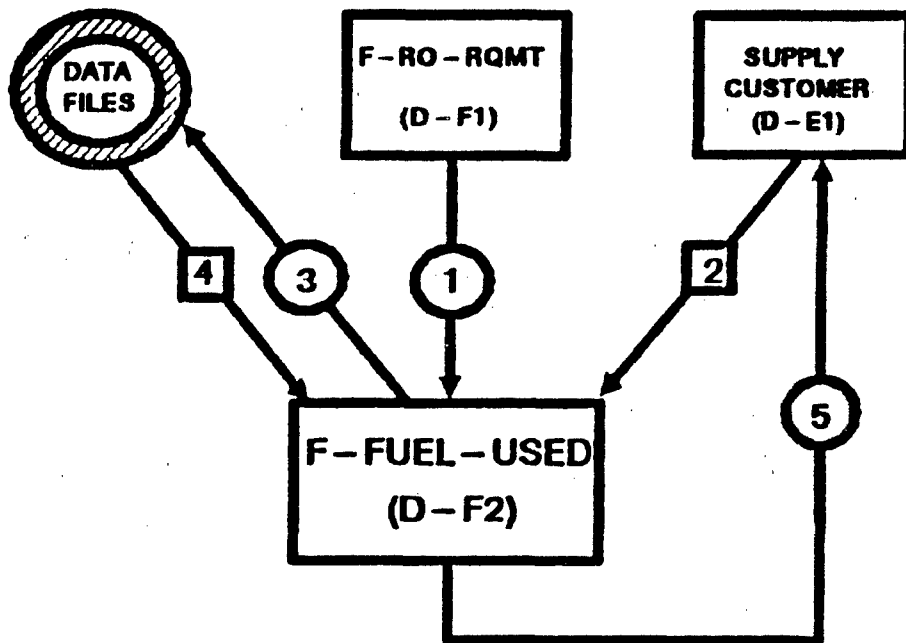 DATA
FILES
F-RO-RQMT
(D-F1)
SUPPLY
CUSTOMER
(D-E1)
4
3
1
2
F-FUEL-USED
(D-F2)
5